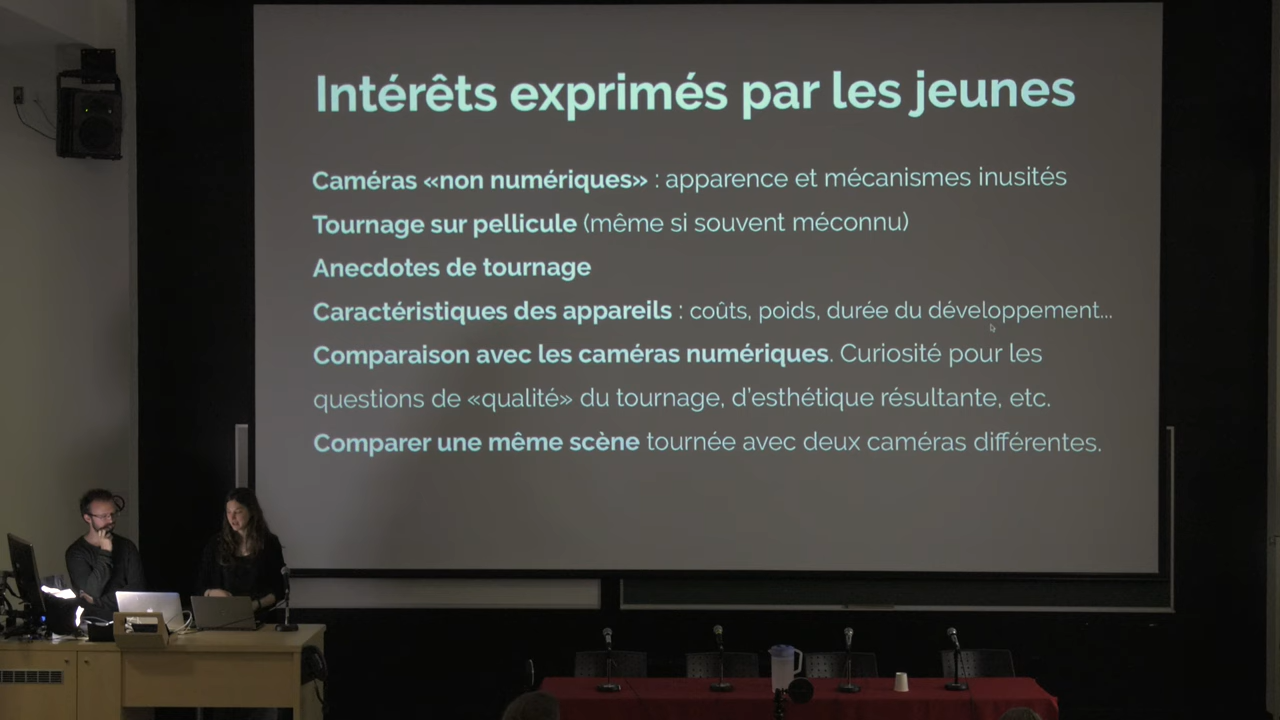 Intérêts exprimés par les jeunes
Caméras «non numériques» : apparence et mécanismes inusités
Tournage sur pellicule (même si souvent méconnu)
Anecdotes de tournage
Caractéristiques des appareils : coûts, poids, durée du développement...
Comparaison avec les caméras numériques. Curiosité pour les
questions de «qualité» du tournage, d'esthétique résultante, etc.
Comparer une même scène tournée avec deux caméras différentes.